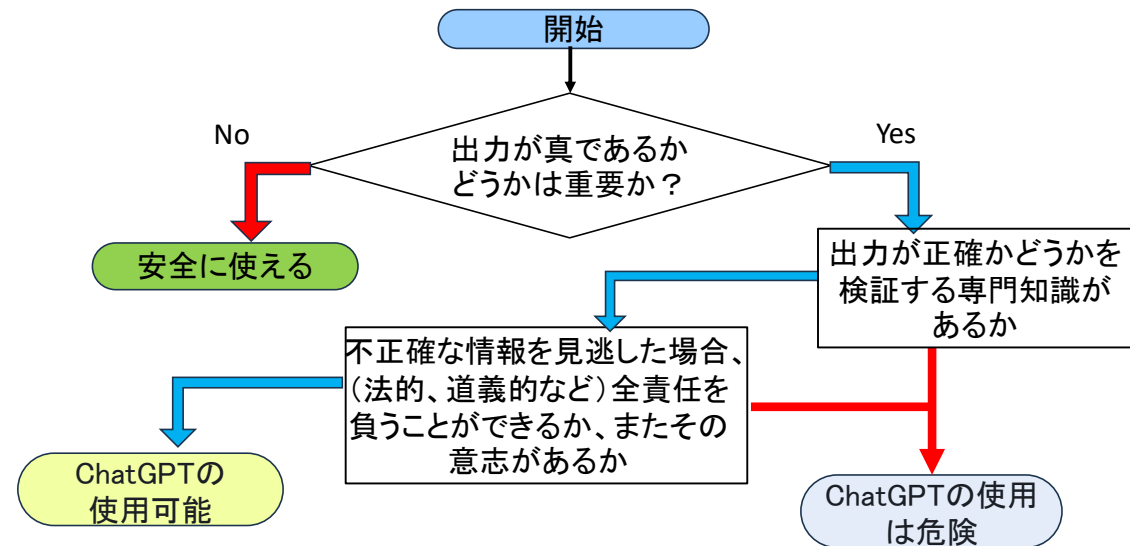 開始
No
Yes
出力が真であるか
どうかは重要か？
安全に使える
出力が正確かどうかを
検証する専門知識が
あるか
不正確な情報を見逃した場合、
（法的、道義的など）全責任を
負うことができるか、またその
意志があるか
ChatGPTの
使用可能
ChatGPTの使用
は危険